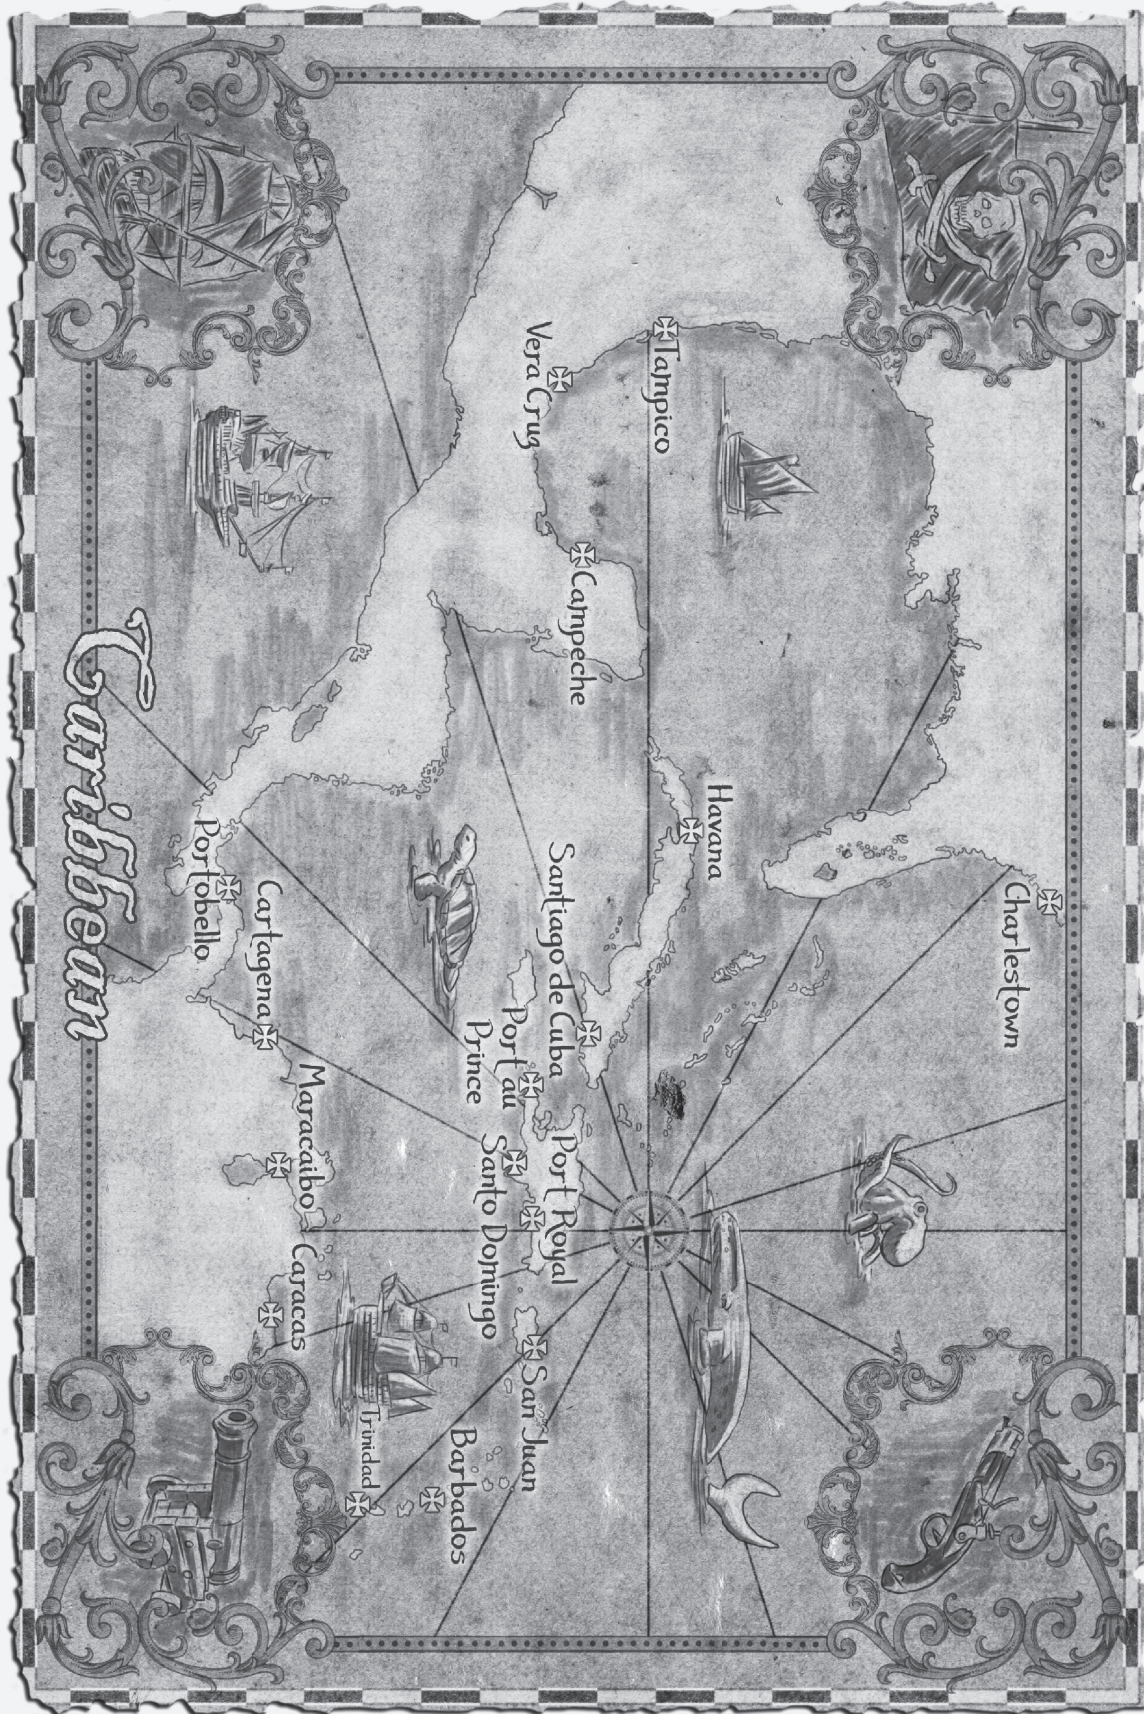 Charlestown
Tampico
Havana
Vera Cruz
Campeche
Santiago de Cuba
Port au
Prince
Port Royal
Santo Domingo
San Juan
Barbados
Trinidad
Portobello
Cartagena
Maracaibo
Caracas
Caribbean